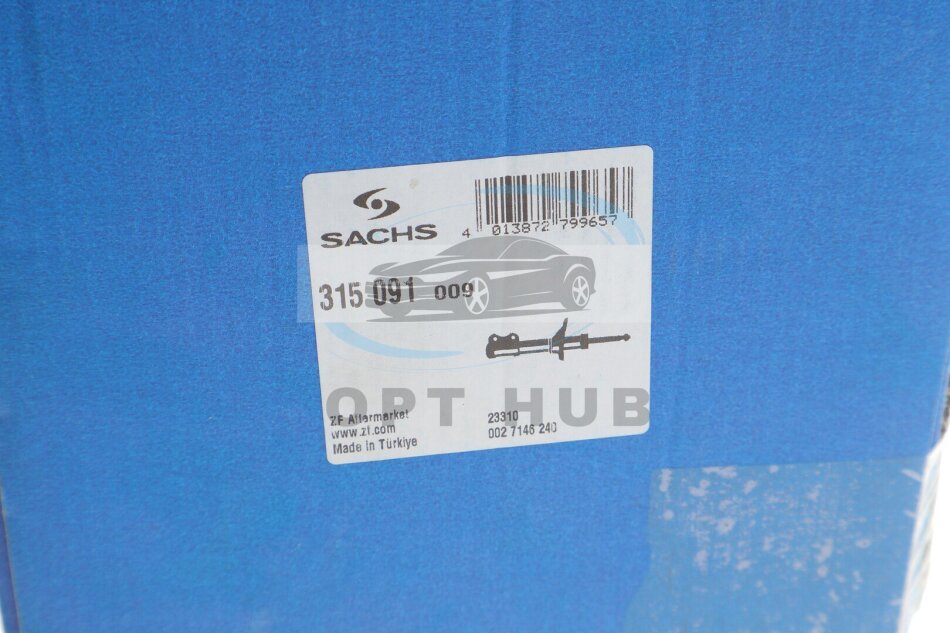 SACHS
4 013872 799657
315 091 009
OPT HUB
ZF Aftermarket
www.zf.com
Made in Türkiye
23310
002 7146 240